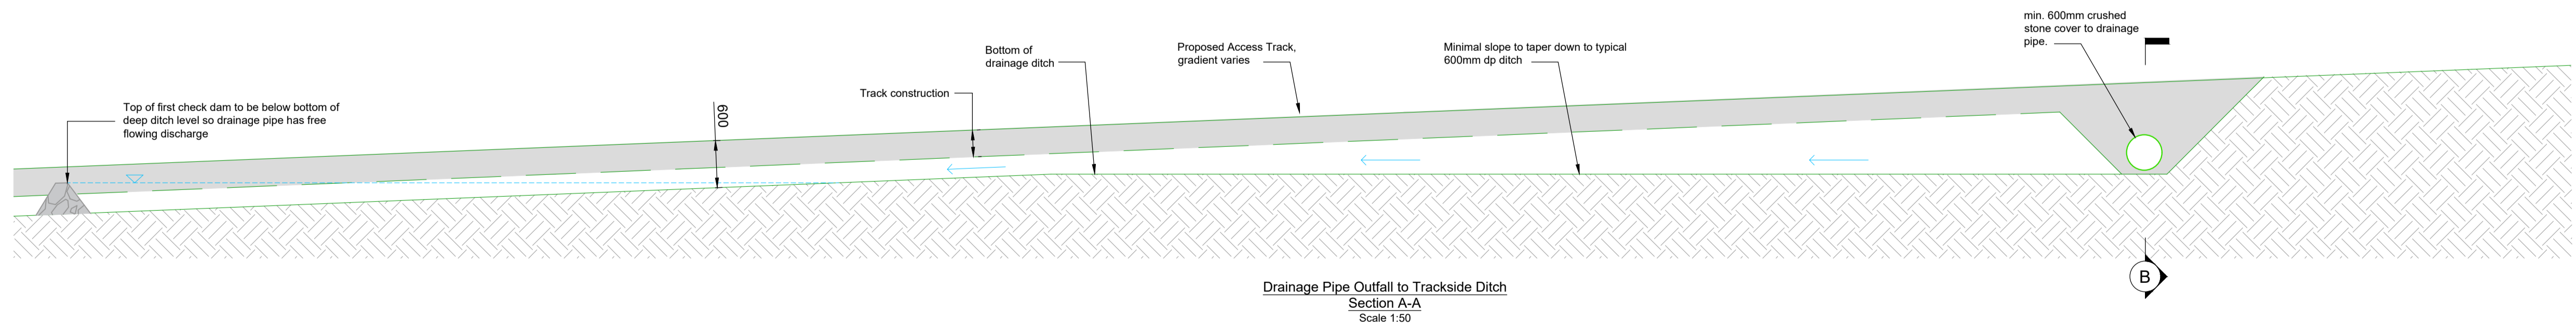 min. 600mm crushed
stone cover to drainage
pipe.
Bottom of
drainage ditch
Proposed Access Track,
gradient varies
Minimal slope to taper down to typical
600mm dp ditch
Track construction
Top of first check dam to be below bottom of
deep ditch level so drainage pipe has free
flowing discharge
600
B
Drainage Pipe Outfall to Trackside Ditch
Section A-A
Scale 1:50